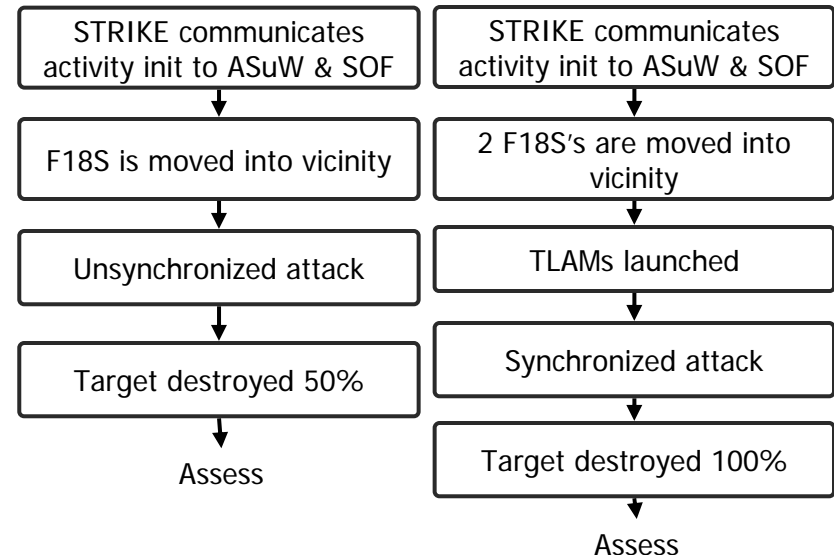 STRIKE communicates
activity init to ASuW & SOF
F18S is moved into vicinity
Unsynchronized attack
Target destroyed 50%
Assess
STRIKE communicates
activity init to ASuW & SOF
2 F18S's are moved into
vicinity
TLAMs launched
Synchronized attack
Target destroyed 100%
Assess